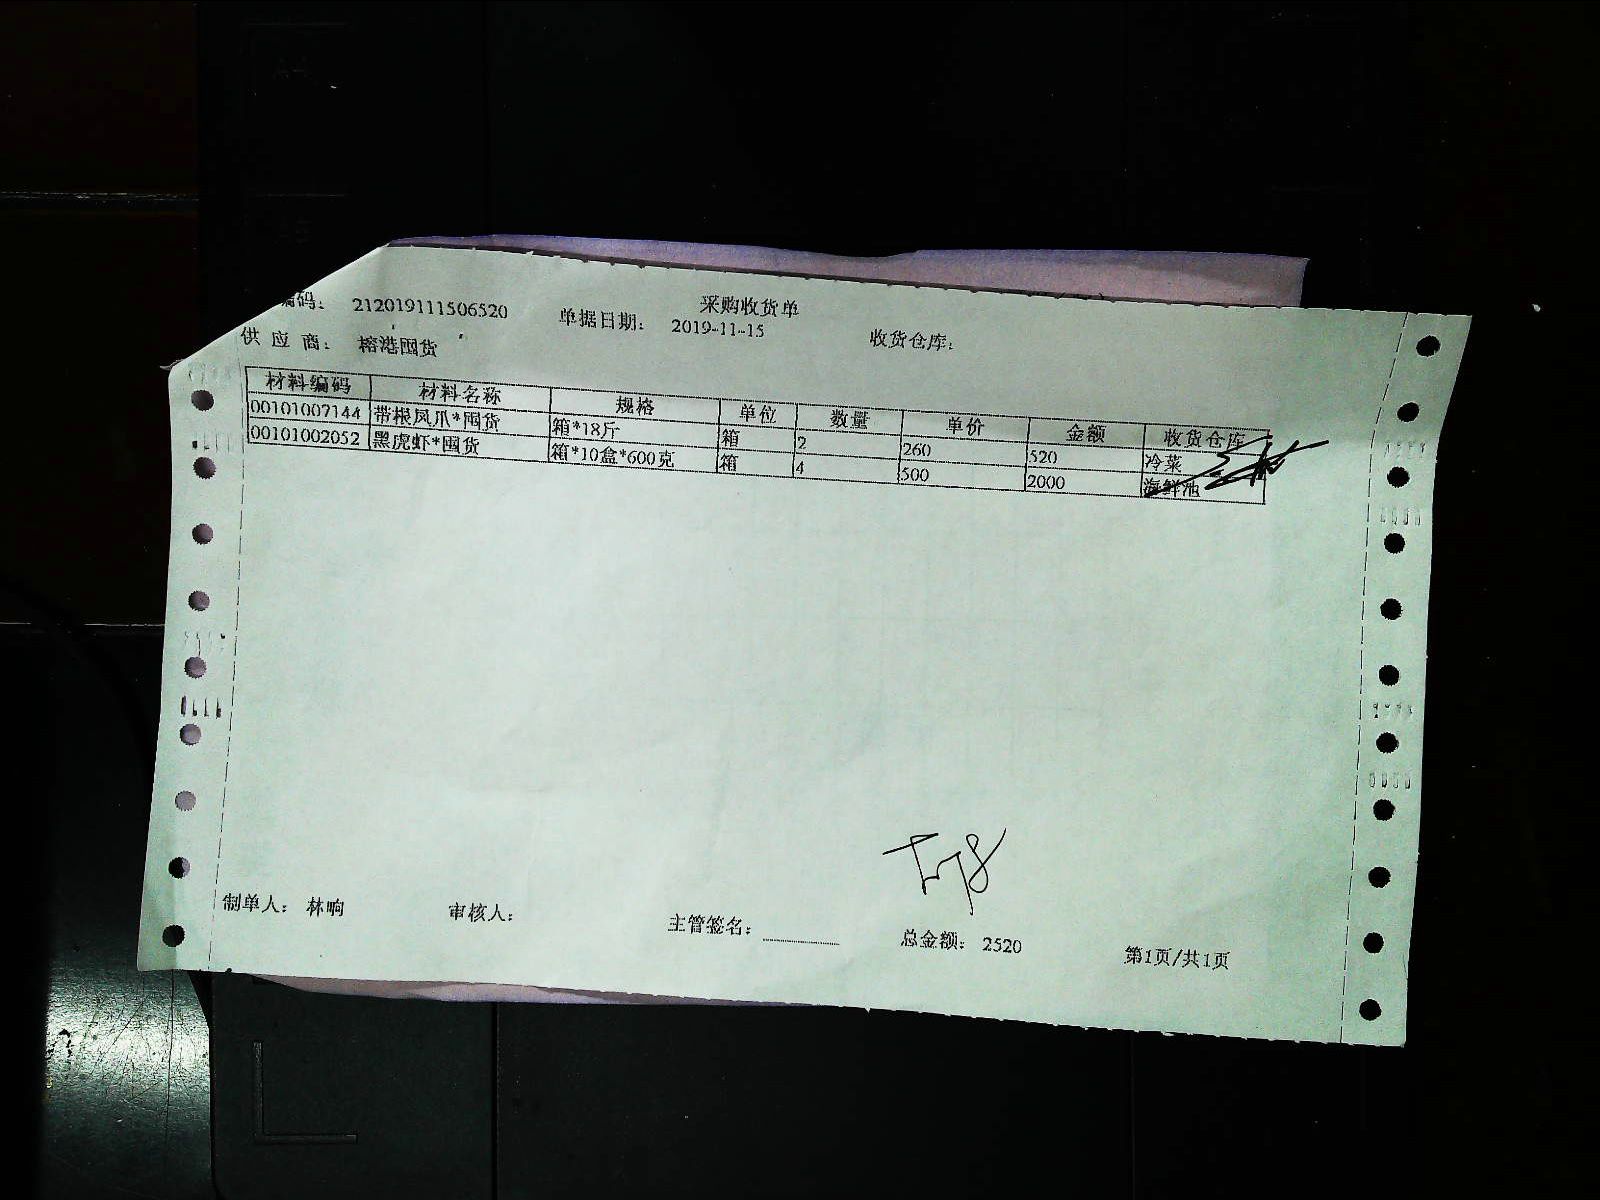 采购收货单
编码： 212019111506520 单据日期： 2019-11-15 收货仓库：
供 应 商： 榕港囤货
材料编码 材料名称 规格 单位 数量 单价 金额 收货仓库
00101007144 带根凤爪*囤货 箱*18斤 箱 2 260 520 冷菜
00101002052 黑虎虾*囤货 箱*10盒*600克 箱 4 500 2000 海鲜池
制单人： 林响 审核人： 主管签名： 总金额： 2520 第1页/共1页